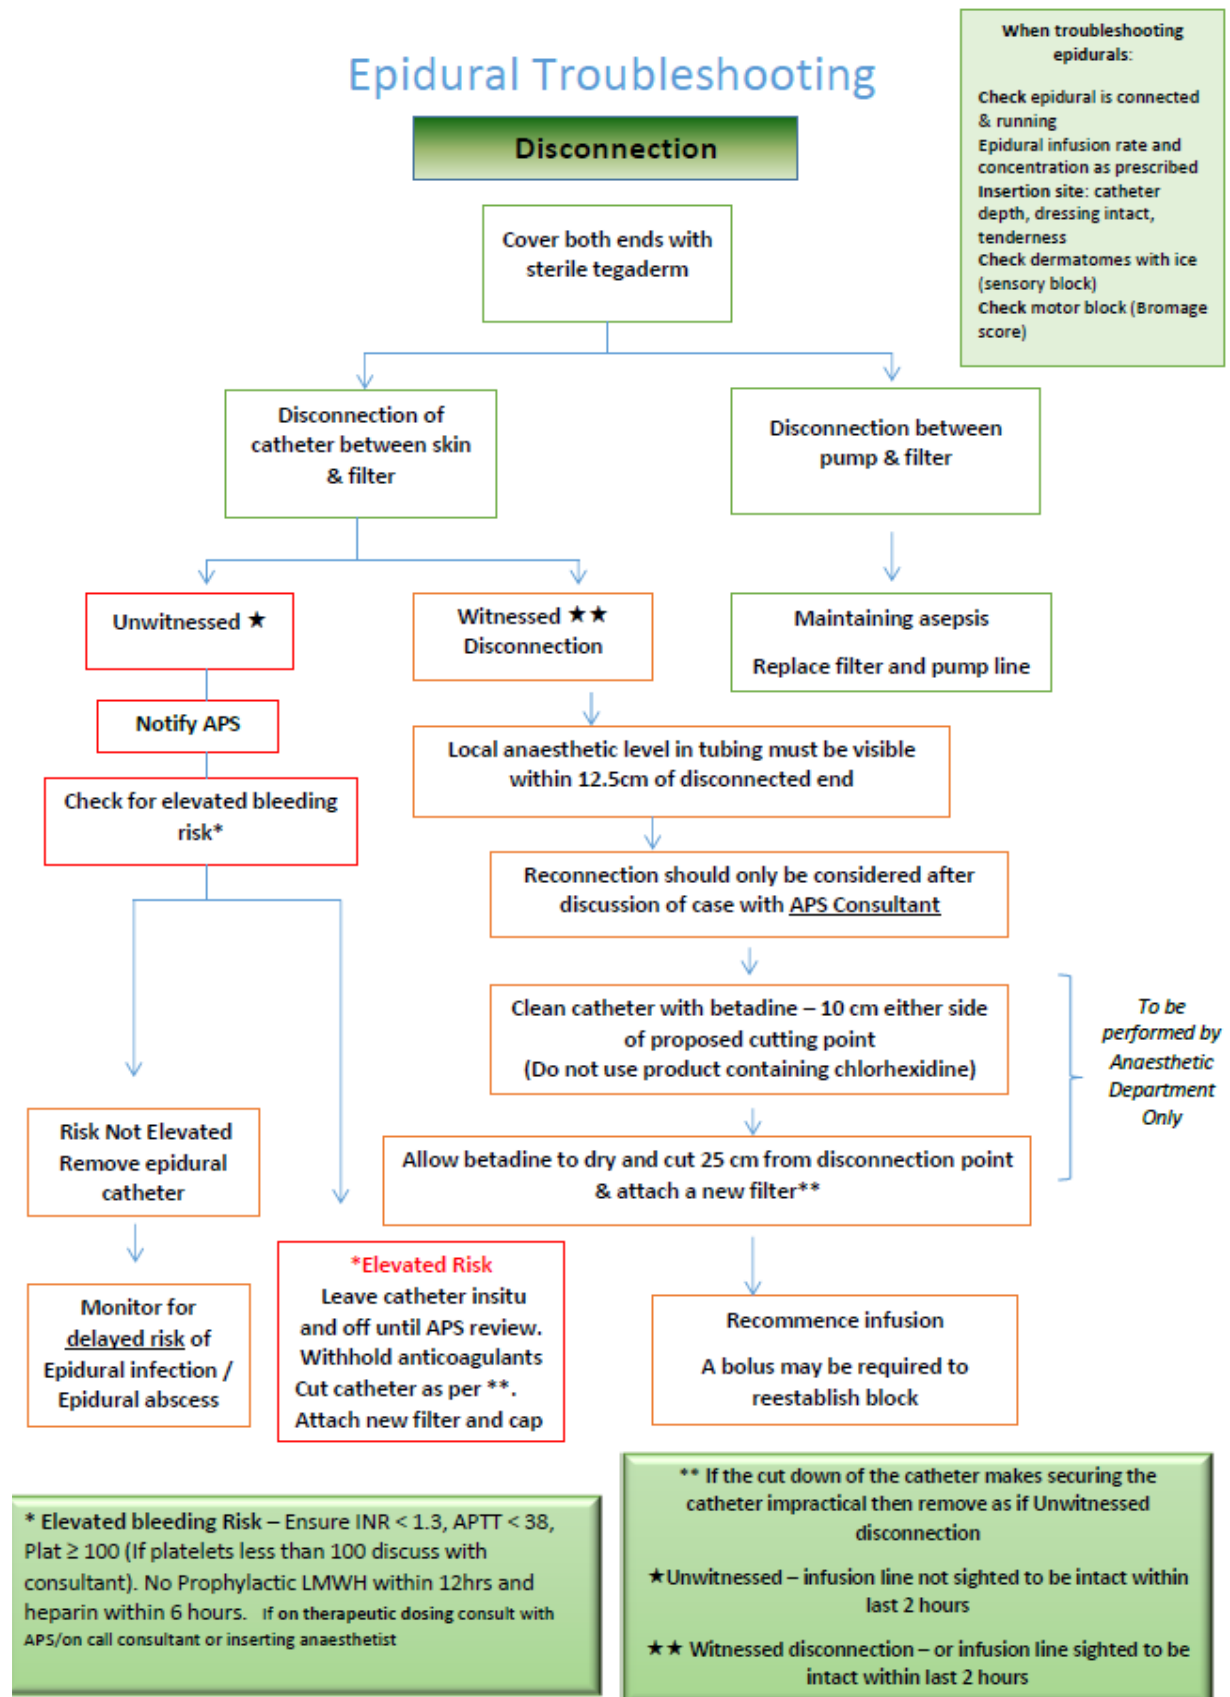 When troubleshooting
epidurals:
Check epidural is connected
& running
Epidural infusion rate and
concentration as prescribed
Insertion site: catheter
depth, dressing intact,
tenderness
Check dermatomes with ice
(sensory block)
Check motor block (Bromage
score)
Epidural Troubleshooting
Disconnection
Cover both ends with
sterile tegaderm
Disconnection of
catheter between skin
& filter
Disconnection between
pump & filter
Unwitnessed ★
Witnessed ★★
Disconnection
Maintaining asepsis
Replace filter and pump line
Notify APS
Check for elevated bleeding
risk*
Local anaesthetic level in tubing must be visible
within 12.5cm of disconnected end
Reconnection should only be considered after
discussion of case with APS Consultant
Clean catheter with betadine – 10 cm either side
of proposed cutting point
(Do not use product containing chlorhexidine)
To be
performed by
Anaesthetic
Department
Only
Risk Not Elevated
Remove epidural
catheter
Allow betadine to dry and cut 25 cm from disconnection point
& attach a new filter**
*Elevated Risk
Leave catheter insitu
and off until APS review.
Withhold anticoagulants
Cut catheter as per **.
Attach new filter and cap
Monitor for
delayed risk of
Epidural infection /
Epidural abscess
Recommence infusion
A bolus may be required to
reestablish block
* Elevated bleeding Risk – Ensure INR < 1.3, APTT < 38,
Plat ≥ 100 (If platelets less than 100 discuss with
consultant). No Prophylactic LMWH within 12hrs and
heparin within 6 hours. If on therapeutic dosing consult with
APS/on call consultant or inserting anaesthetist
** If the cut down of the catheter makes securing the
catheter impractical then remove as if Unwitnessed
disconnection
★Unwitnessed – infusion line not sighted to be intact within
last 2 hours
★★ Witnessed disconnection – or infusion line sighted to be
intact within last 2 hours